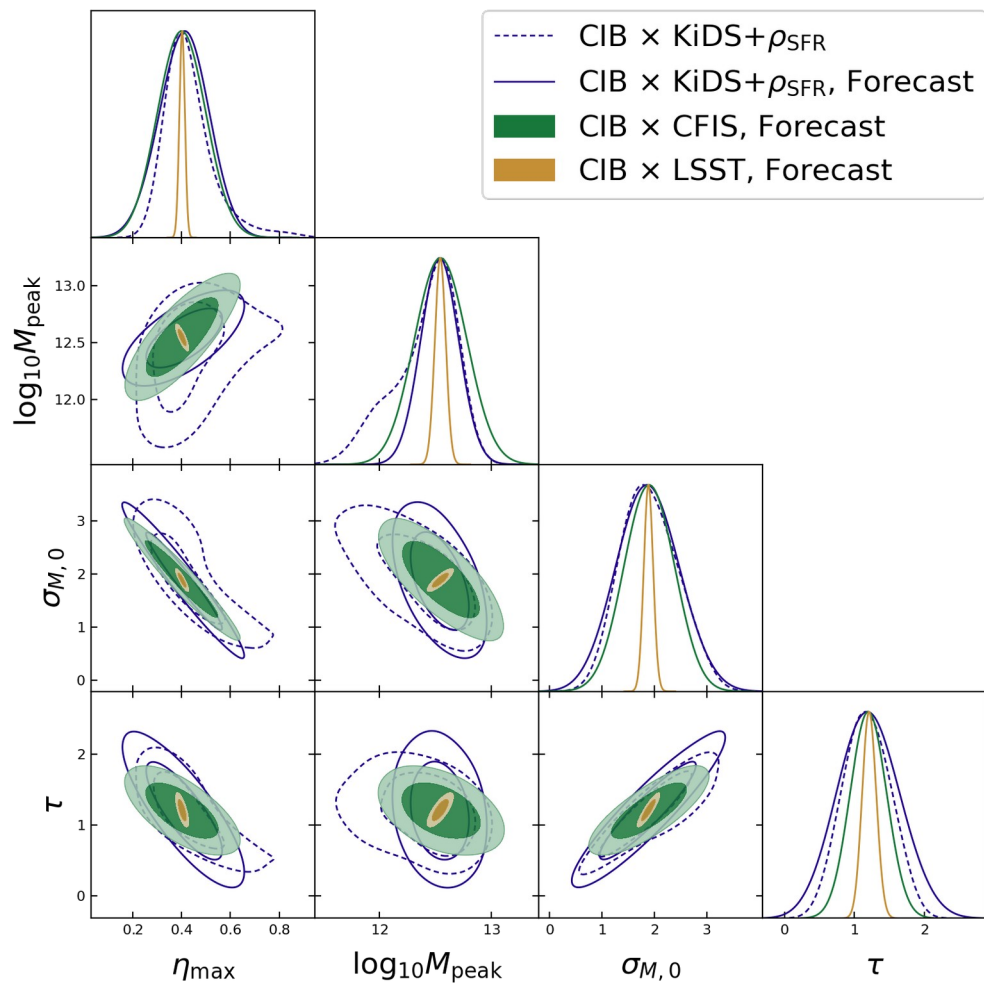 CIB × KiDS+ρSFR
CIB × KiDS+ρSFR, Forecast
CIB × CFIS, Forecast
CIB × LSST, Forecast
log10Mpeak
13.0
12.5
12.0
σM, 0
3
2
1
0
τ
2
1
0
0.2 0.4 0.6 0.8
12 13
0 1 2 3
0 1 2
ηmax
log10Mpeak
σM, 0
τ